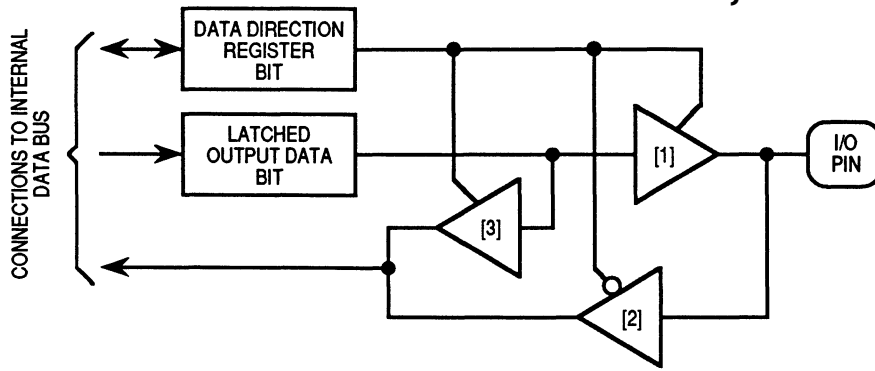 CONNECTIONS TO INTERNAL
DATA BUS
DATA DIRECTION
REGISTER
BIT
LATCHED
OUTPUT DATA
BIT
[1]
I/O
PIN
[3]
[2]